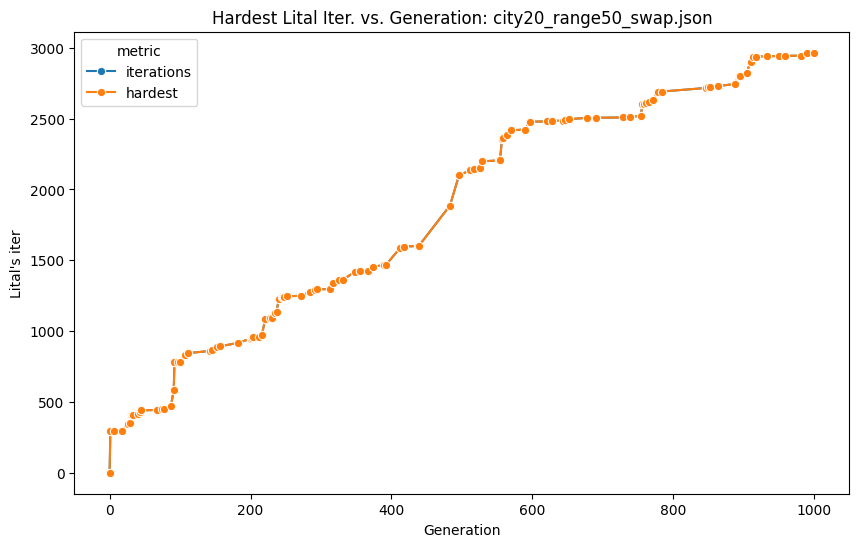 Hardest Lital Iter. vs. Generation: city20_range50_swap.json
metric
iterations
hardest
3000
2500
2000
1500
1000
500
0
Lital's iter
0 200 400 600 800 1000
Generation